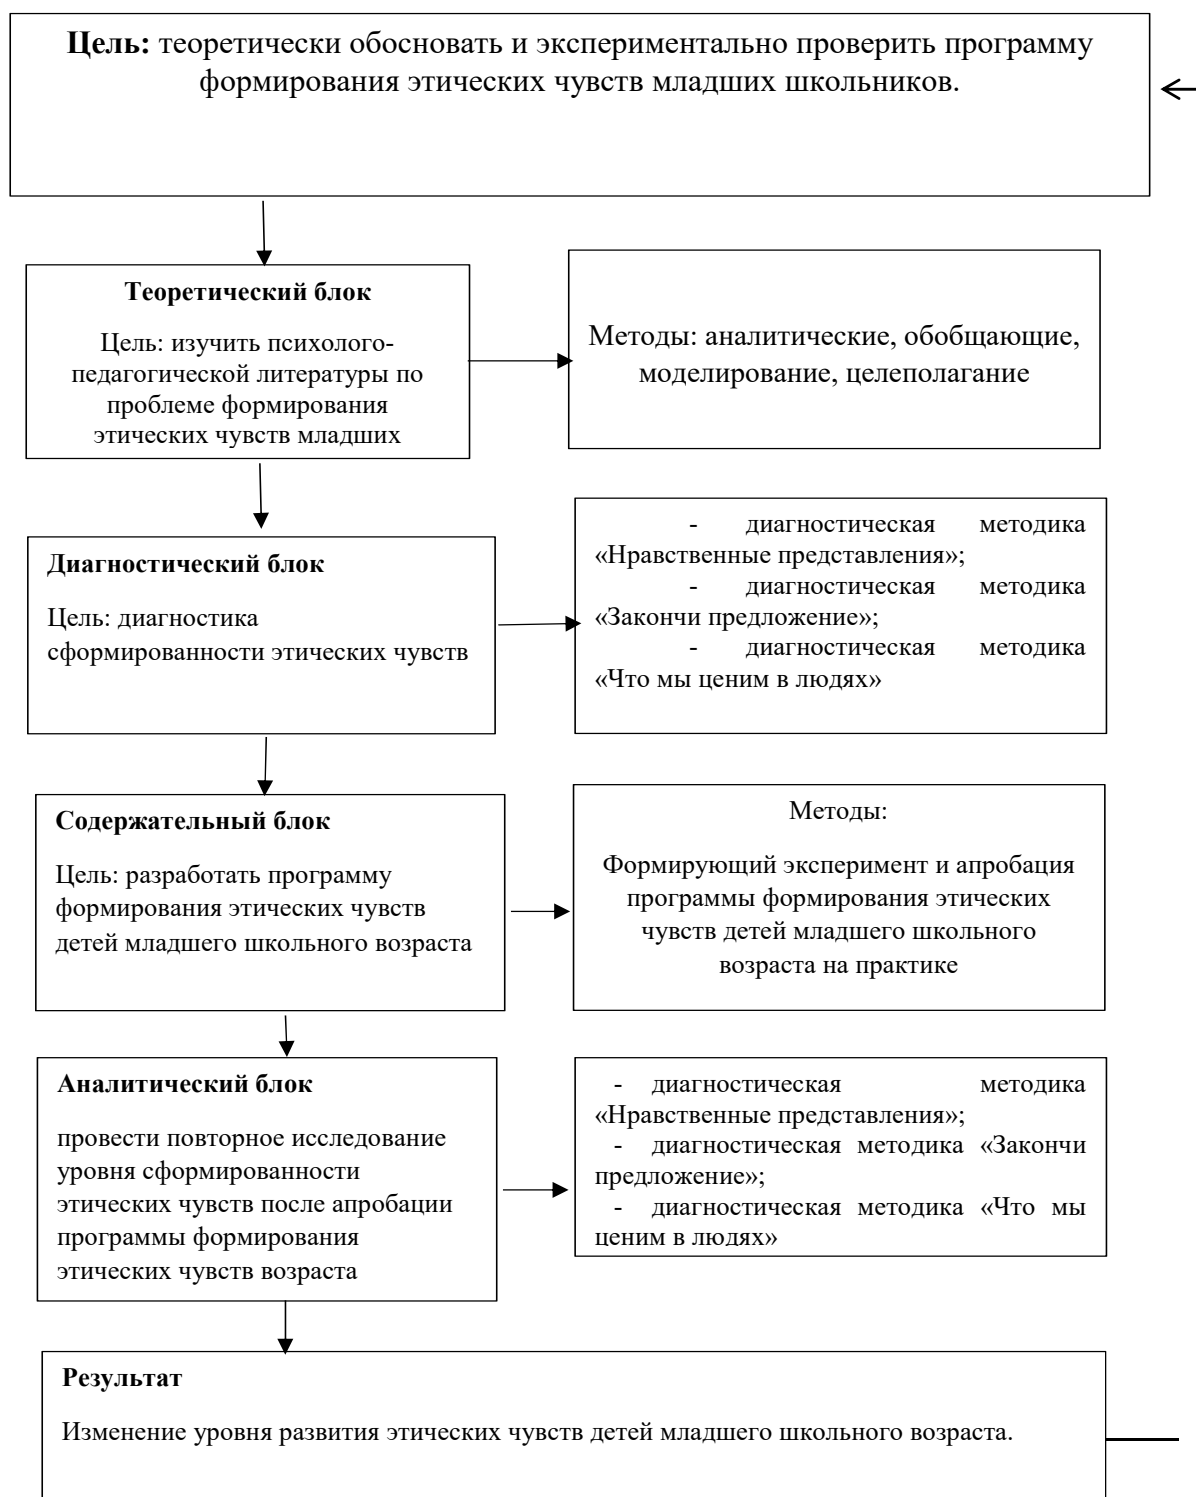 Цель: теоретически обосновать и экспериментально проверить программу
формирования этических чувств младших школьников.
Теоретический блок
Цель: изучить психолого-
педагогической литературы по
проблеме формирования
этических чувств младших
Методы: аналитические, обобщающие,
моделирование, целеполагание
Диагностический блок
Цель: диагностика
сформированности этических чувств
- диагностическая методика
«Нравственные представления»;
- диагностическая методика
«Закончи предложение»;
- диагностическая методика
«Что мы ценим в людях»
Содержательный блок
Цель: разработать программу
формирования этических чувств
детей младшего школьного возраста
Методы:
Формирующий эксперимент и апробация
программы формирования этических
чувств детей младшего школьного
возраста на практике
Аналитический блок
провести повторное исследование
уровня сформированности
этических чувств после апробации
программы формирования
этических чувств возраста
- диагностическая методика
«Нравственные представления»;
- диагностическая методика «Закончи
предложение»;
- диагностическая методика «Что мы
ценим в людях»
Результат
Изменение уровня развития этических чувств детей младшего школьного возраста.